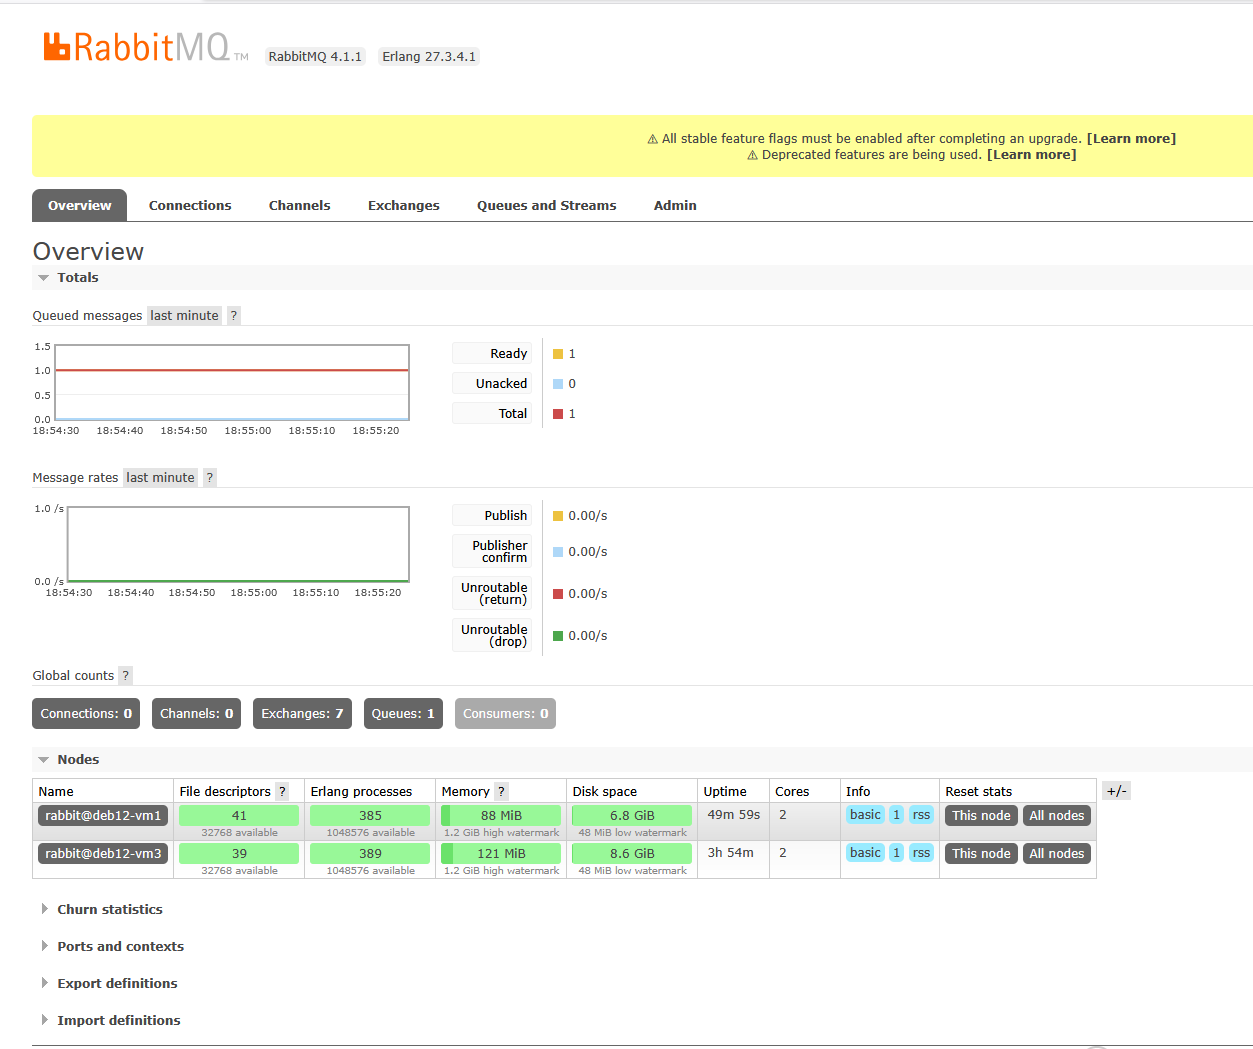 RabbitMQ TM RabbitMQ 4.1.1 Erlang 27.3.4.1
⚠ All stable feature flags must be enabled after completing an upgrade. [Learn more]
⚠ Deprecated features are being used. [Learn more]
Overview Connections Channels Exchanges Queues and Streams Admin
Overview
Totals
Queued messages last minute ?
1.5
1.0
0.5
0.0
18:54:30 18:54:40 18:54:50 18:55:00 18:55:10 18:55:20
Ready 1
Unacked 0
Total 1
Message rates last minute ?
1.0 /s
0.0 /s
18:54:30 18:54:40 18:54:50 18:55:00 18:55:10 18:55:20
Publish 0.00/s
Publisher
confirm 0.00/s
Unroutable
(return) 0.00/s
Unroutable
(drop) 0.00/s
Global counts ?
Connections: 0 Channels: 0 Exchanges: 7 Queues: 1 Consumers: 0
Nodes
Name File descriptors ? Erlang processes Memory ? Disk space Uptime Cores Info Reset stats +/-
rabbit@deb12-vm1 41 385 88 MiB 6.8 GiB 49m 59s 2 basic 1 rss This node All nodes
32768 available 1048576 available 1.2 GiB high watermark 48 MiB low watermark
rabbit@deb12-vm3 39 389 121 MiB 8.6 GiB 3h 54m 2 basic 1 rss This node All nodes
32768 available 1048576 available 1.2 GiB high watermark 48 MiB low watermark
Churn statistics
Ports and contexts
Export definitions
Import definitions